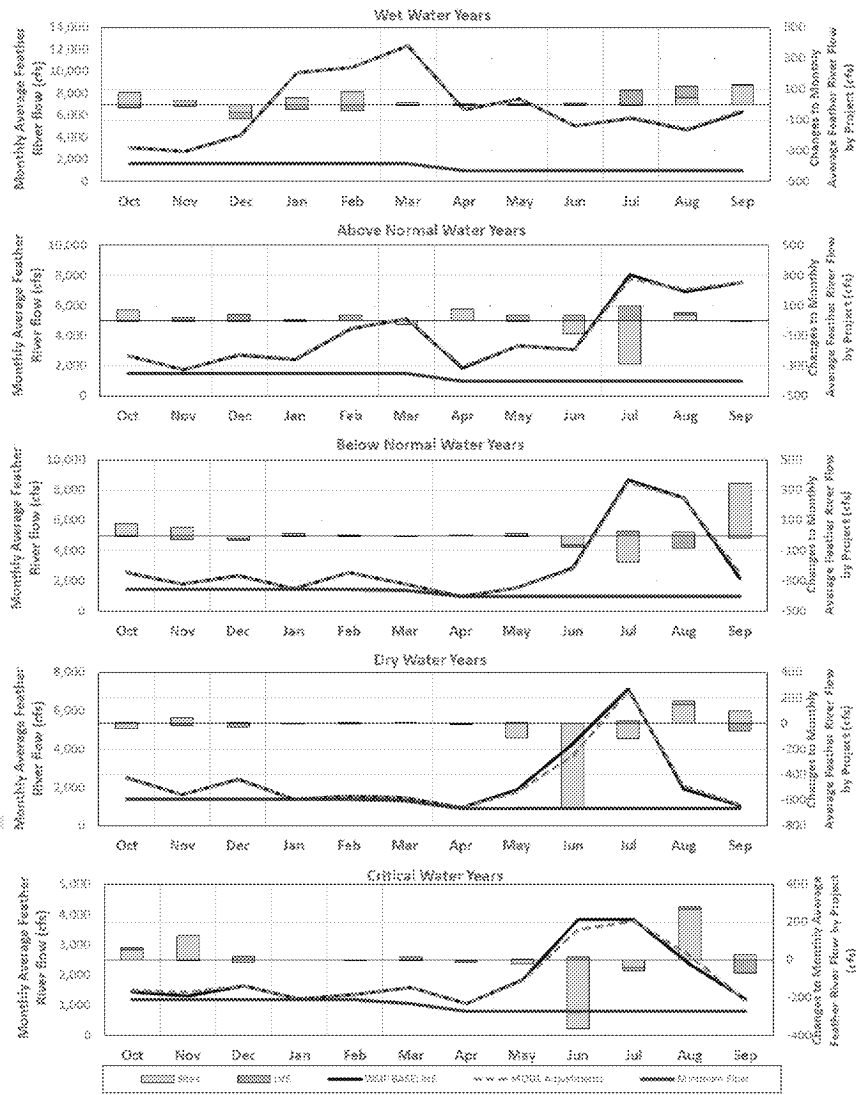 Wet Water Years
Monthly Average Feather
River flow (cfs)
14,000
12,000
10,000
8,000
6,000
4,000
2,000
0
500
300
100
-100
-300
-500
Changes to Monthly
Average Feather River Flow
by Project (cfs)
Oct Nov Dec Jan Feb Mar Apr May Jun Jul Aug Sep
Above Normal Water Years
Monthly Average Feather
River flow (cfs)
10,000
8,000
6,000
4,000
2,000
0
500
300
100
-100
-300
-500
Changes to Monthly
Average Feather River Flow
by Project (cfs)
Oct Nov Dec Jan Feb Mar Apr May Jun Jul Aug Sep
Below Normal Water Years
Monthly Average Feather
River flow (cfs)
10,000
8,000
6,000
4,000
2,000
0
500
300
100
-100
-300
-500
Changes to Monthly
Average Feather River Flow
by Project (cfs)
Oct Nov Dec Jan Feb Mar Apr May Jun Jul Aug Sep
Dry Water Years
Monthly Average Feather
River flow (cfs)
8,000
6,000
4,000
2,000
0
400
200
0
-200
-400
-600
-800
Changes to Monthly
Average Feather River Flow
by Project (cfs)
Oct Nov Dec Jan Feb Mar Apr May Jun Jul Aug Sep
Critical Water Years
Monthly Average Feather
River flow (cfs)
5,000
4,000
3,000
2,000
1,000
0
400
200
0
-200
-400
Changes to Monthly Average
Feather River Flow by Project
(cfs)
Oct Nov Dec Jan Feb Mar Apr May Jun Jul Aug Sep
Sites BASELINE MODEL Adjustments Minimum Flow